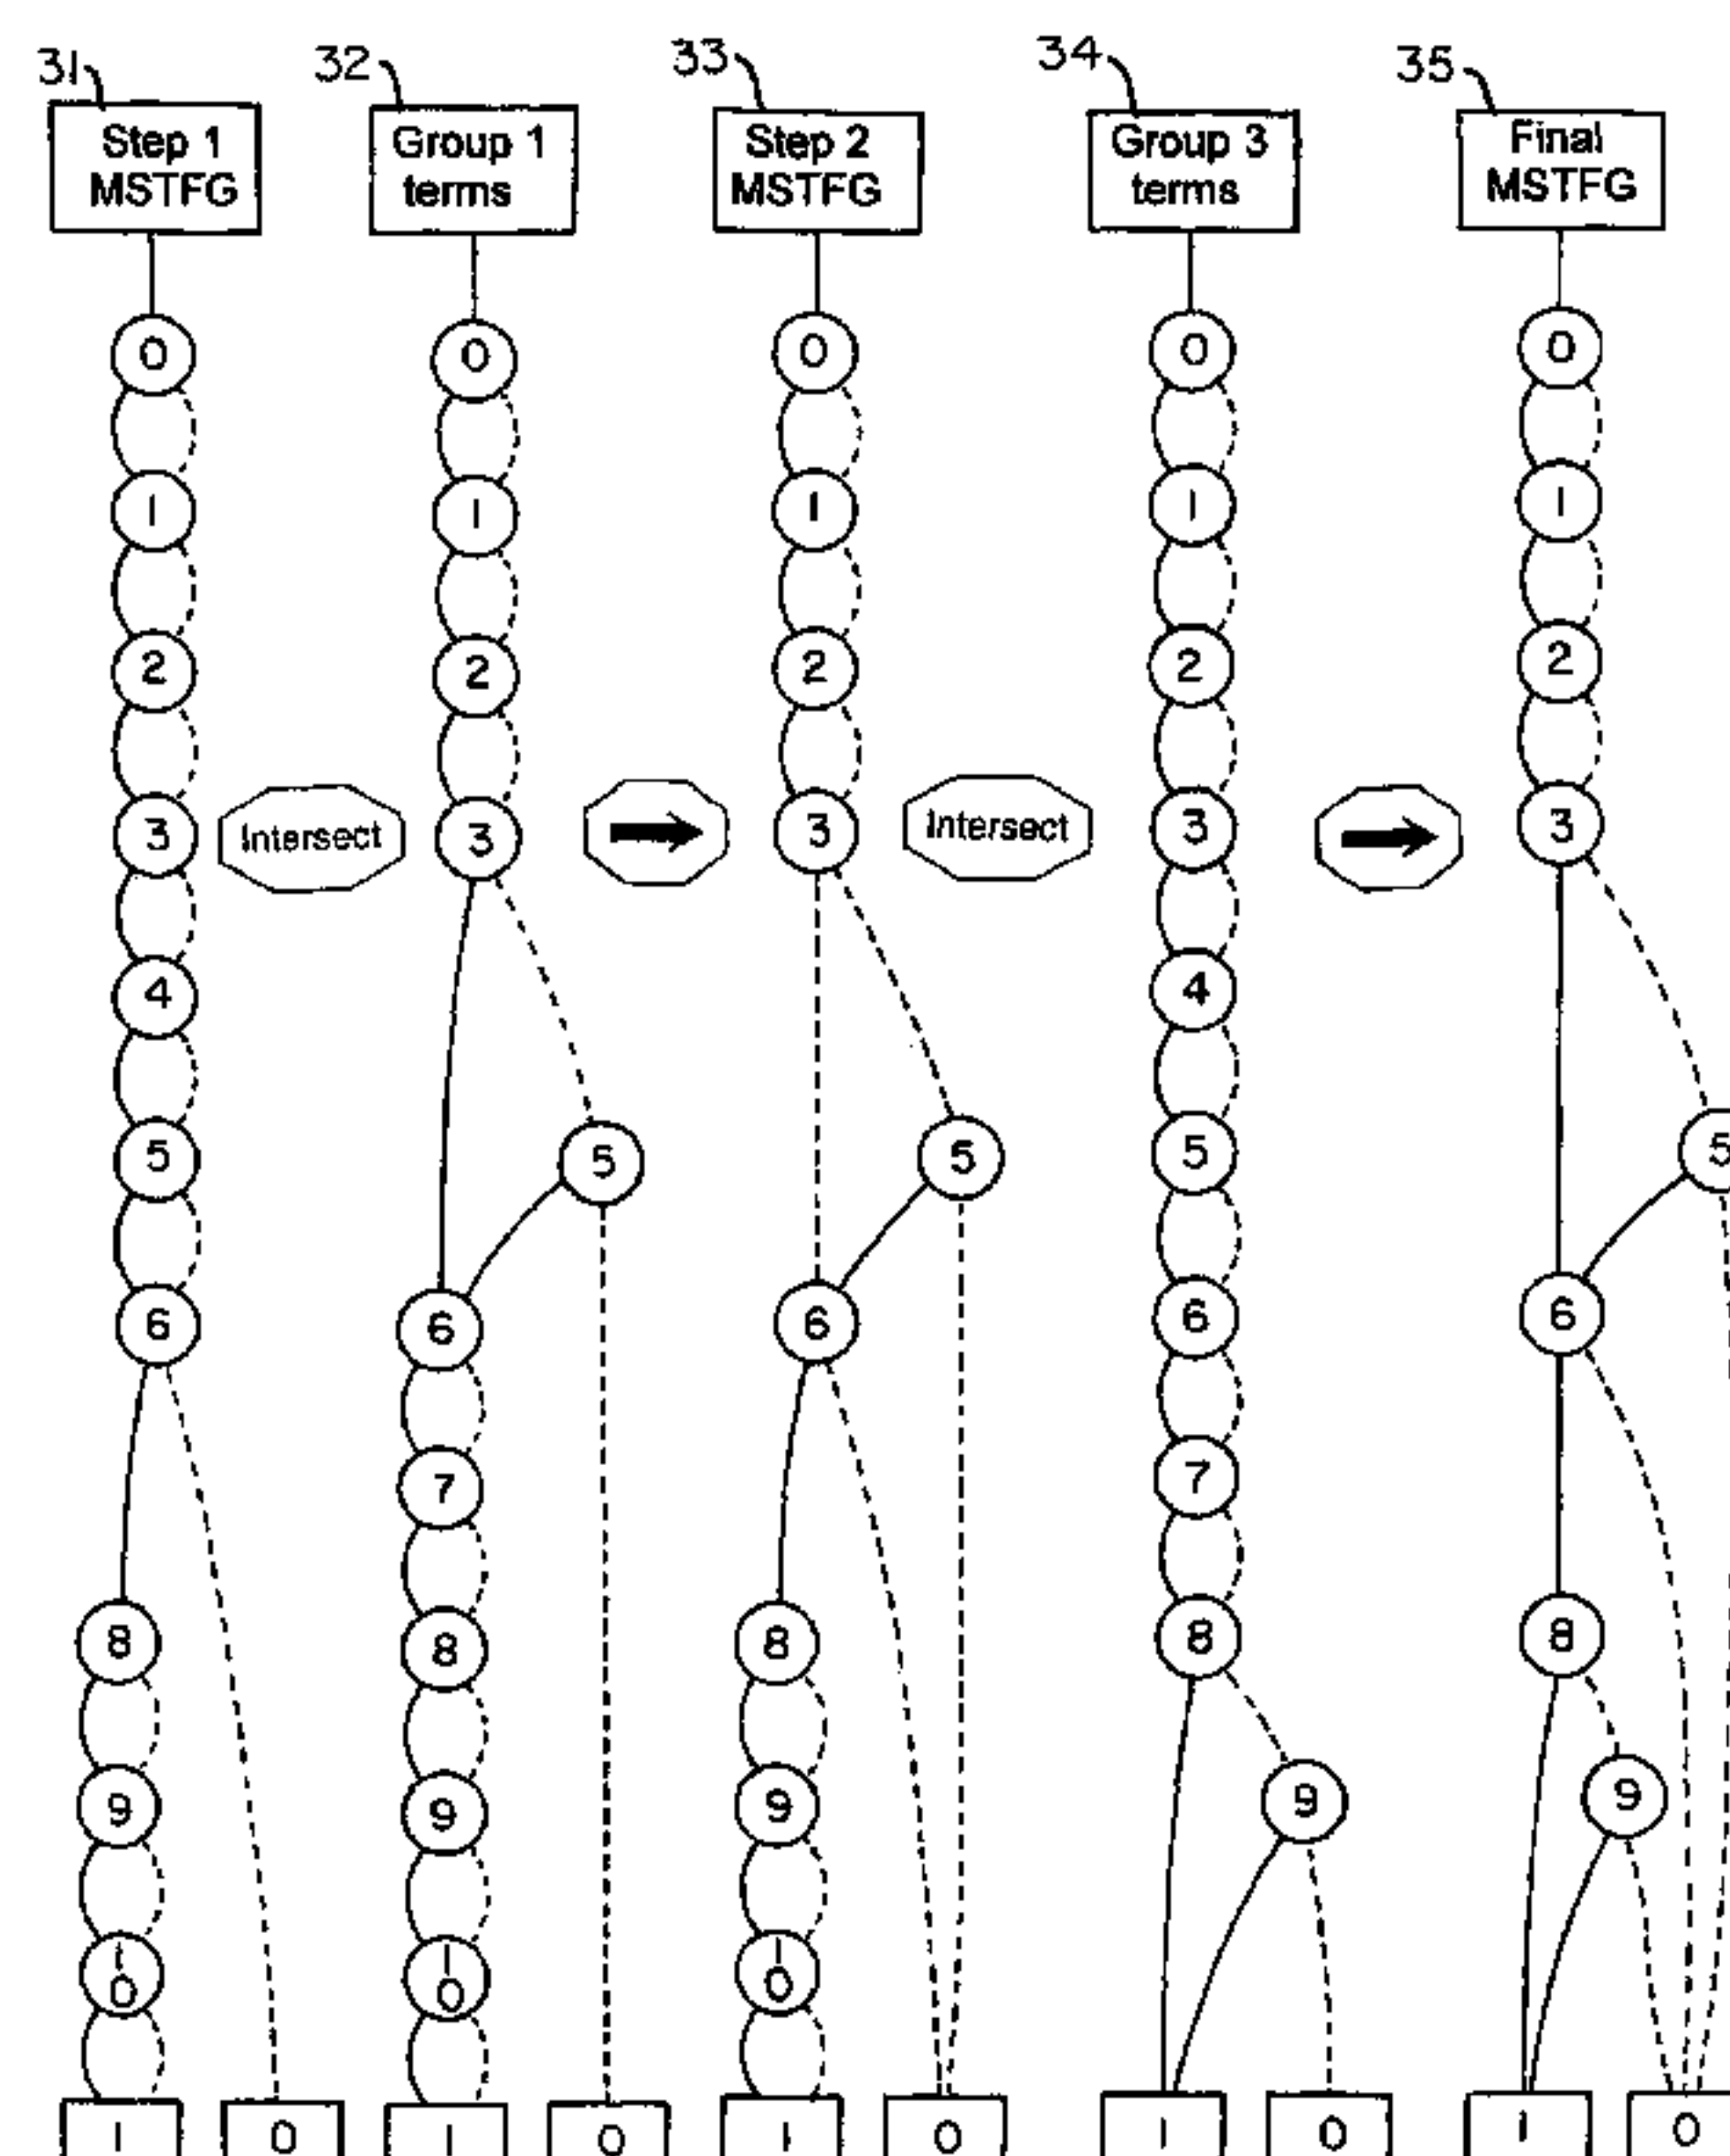 31 32 33 34 35
Step 1 Group 1 Step 2 Group 3 Final
MSTFG terms MSTFG terms MSTFG
0 0 0 0 0
1 1 1 1 1
2 2 2 2 2
3 Intersect 3 3 Intersect 3 3
4 4
5 5 5 5 5
6 6 6 6 6
7 7
8 8 8 8 8
9 9 9 9 9
10 10 10
1 0 1 0 1 0 1 0 1 0